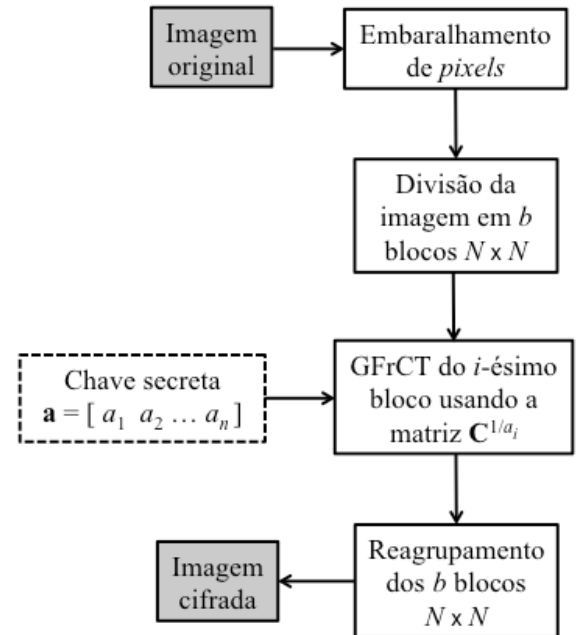 Imagem
original
Embaralhamento
de pixels
Divisão da
imagem em b
blocos N x N
Chave secreta
a = [ a₁ a₂ … aₙ ]
GFrCT do i-ésimo
bloco usando a
matriz C^{1/aᵢ}
Reagrupamento
dos b blocos
N x N
Imagem
cifrada